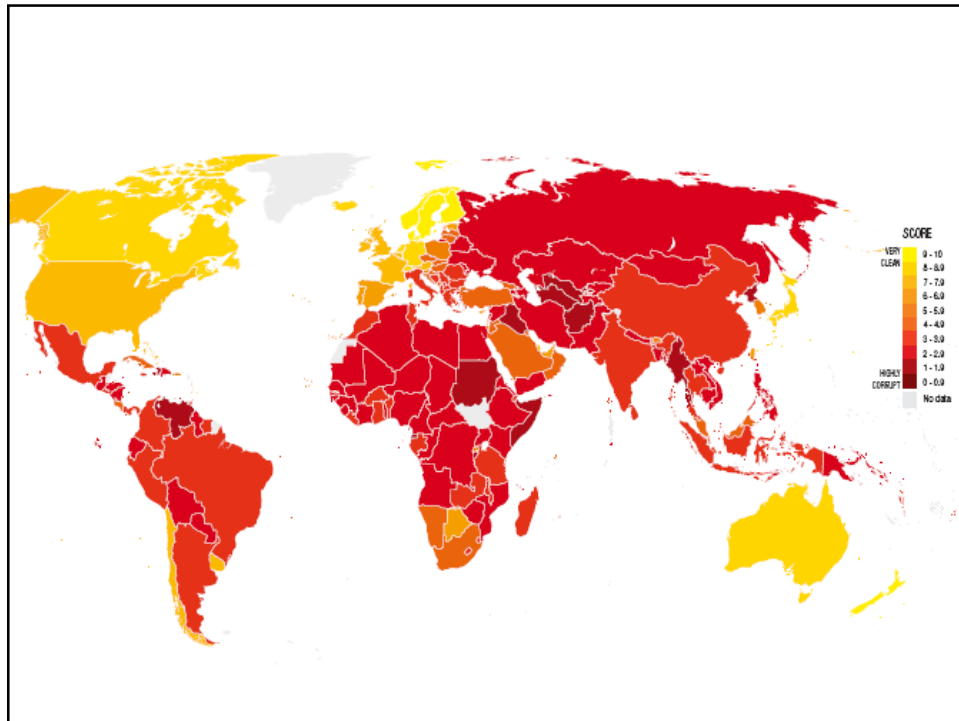 SCORE
VERY
CLEAN
9 - 10
8 - 8.9
7 - 7.9
6 - 6.9
5 - 5.9
4 - 4.9
3 - 3.9
2 - 2.9
1 - 1.9
0 - 0.9
HIGHLY
CORRUPT
No data